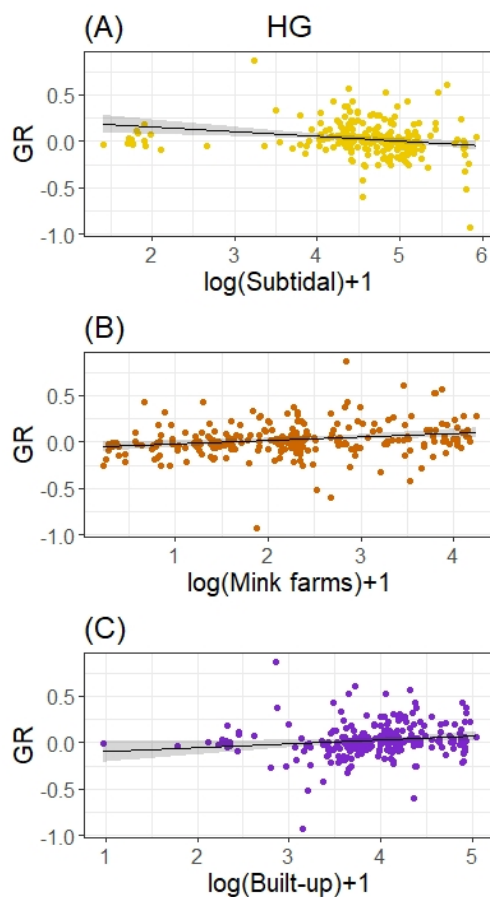 (A) HG
GR
0.5
0.0
-0.5
-1.0
2 3 4 5 6
log(Subtidal)+1
(B)
GR
0.5
0.0
-0.5
-1.0
1 2 3 4
log(Mink farms)+1
(C)
GR
0.5
0.0
-0.5
-1.0
1 2 3 4 5
log(Built-up)+1